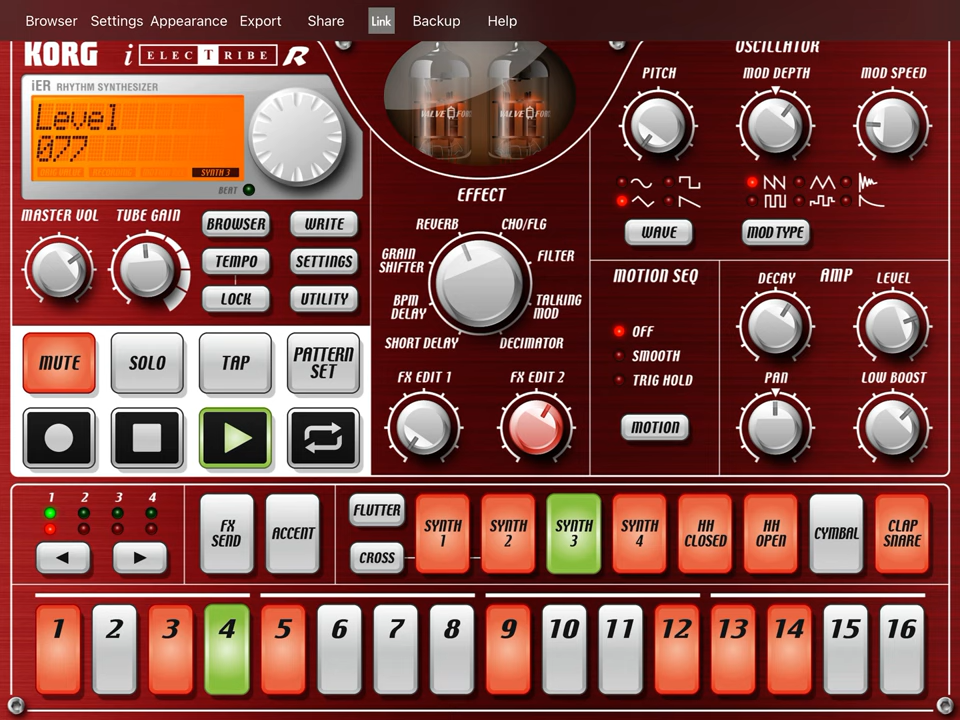 Browser Settings Appearance Export Share Link Backup Help
KORG i ELECTRIBE R
iER RHYTHM SYNTHESIZER
Level
077
SYNTH 3
BEAT
MASTER VOL TUBE GAIN
BROWSER WRITE
TEMPO SETTINGS
LOCK UTILITY
MUTE SOLO TAP PATTERN SET
VALVE FORCE VALVE FORCE
EFFECT
REVERB CHO/FLG
GRAIN SHIFTER FILTER
BPM DELAY TALKING MOD
SHORT DELAY DECIMATOR
FX EDIT 1 FX EDIT 2
OSCILLATOR
PITCH MOD DEPTH MOD SPEED
WAVE MOD TYPE
MOTION SEQ
OFF
SMOOTH
TRIG HOLD
MOTION
AMP
DECAY LEVEL
PAN LOW BOOST
1 2 3 4
FX SEND ACCENT
FLUTTER
CROSS
SYNTH 1 SYNTH 2 SYNTH 3 SYNTH 4 HH CLOSED HH OPEN CYMBAL CLAP SNARE
1 2 3 4 5 6 7 8 9 10 11 12 13 14 15 16